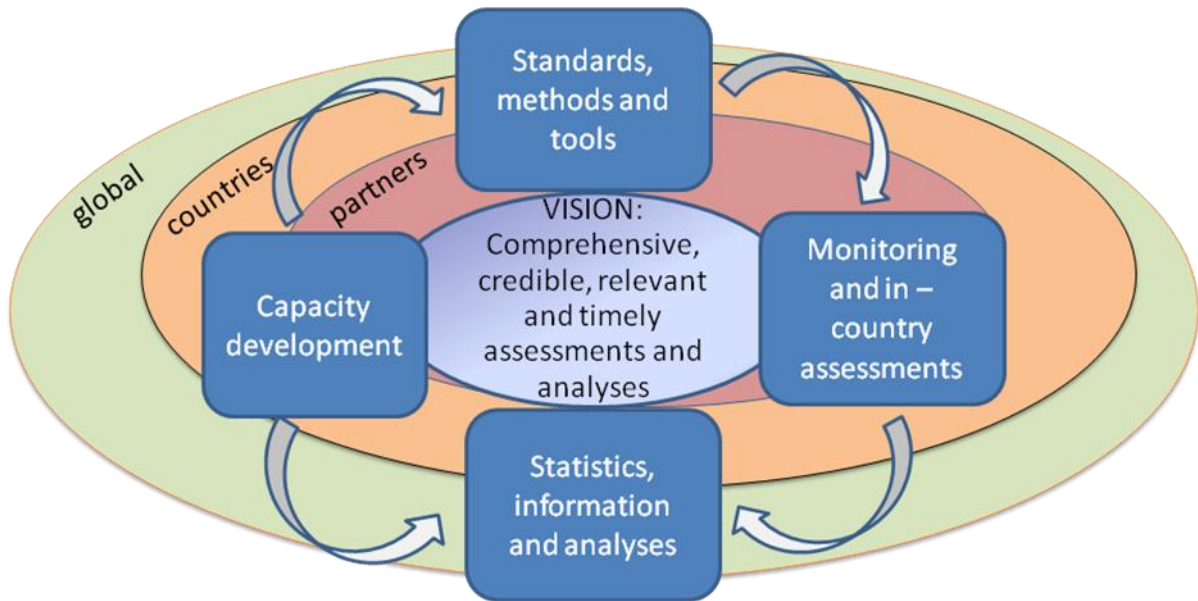 Standards,
methods and
tools
global
countries
partners
VISION:
Comprehensive,
credible, relevant
and timely
assessments and
analyses
Capacity
development
Monitoring
and in –
country
assessments
Statistics,
information
and analyses